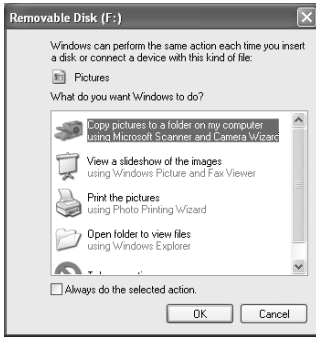 Removable Disk (F:)
Windows can perform the same action each time you insert
a disk or connect a device with this kind of file:
Pictures
What do you want Windows to do?
Copy pictures to a folder on my computer
using Microsoft Scanner and Camera Wizard
View a slideshow of the images
using Windows Picture and Fax Viewer
Print the pictures
using Photo Printing Wizard
Open folder to view files
using Windows Explorer
Always do the selected action.
OK
Cancel